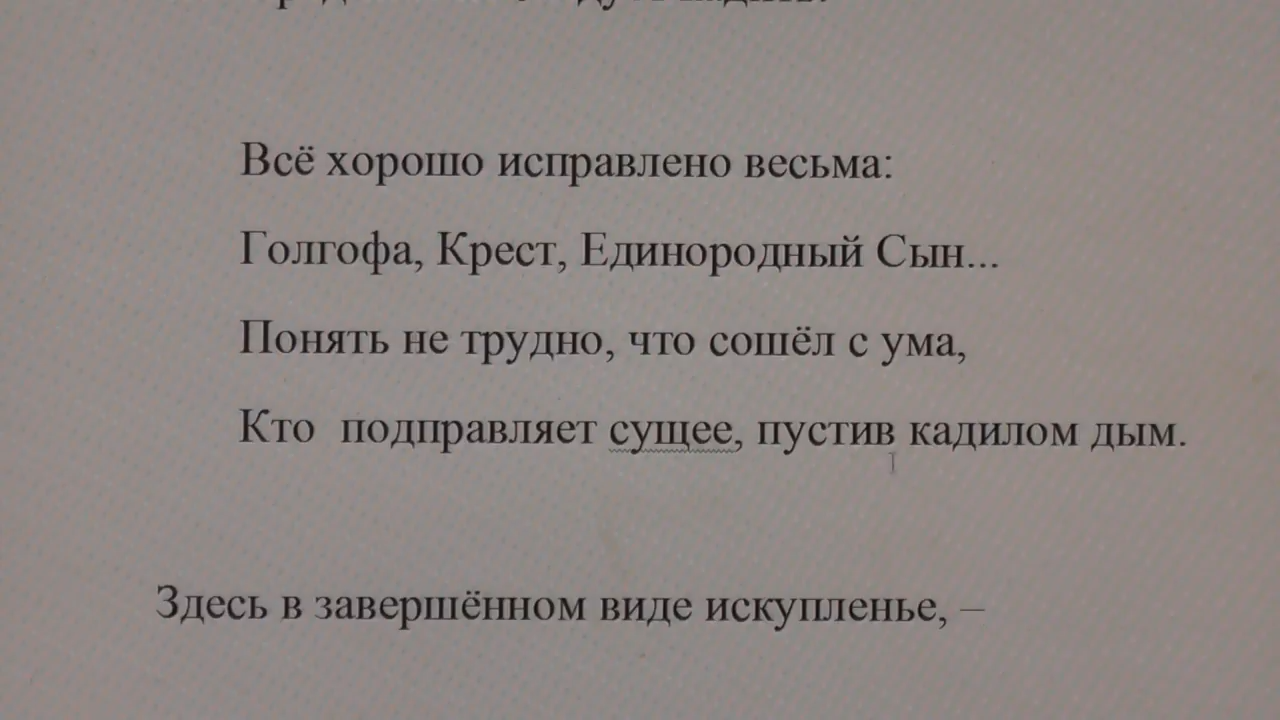 Всё хорошо исправлено весьма:
Голгофа, Крест, Единородный Сын...
Понять не трудно, что сошёл с ума,
Кто  подправляет сущее, пустив кадилом дым.
Здесь в завершённом виде искупленье, –